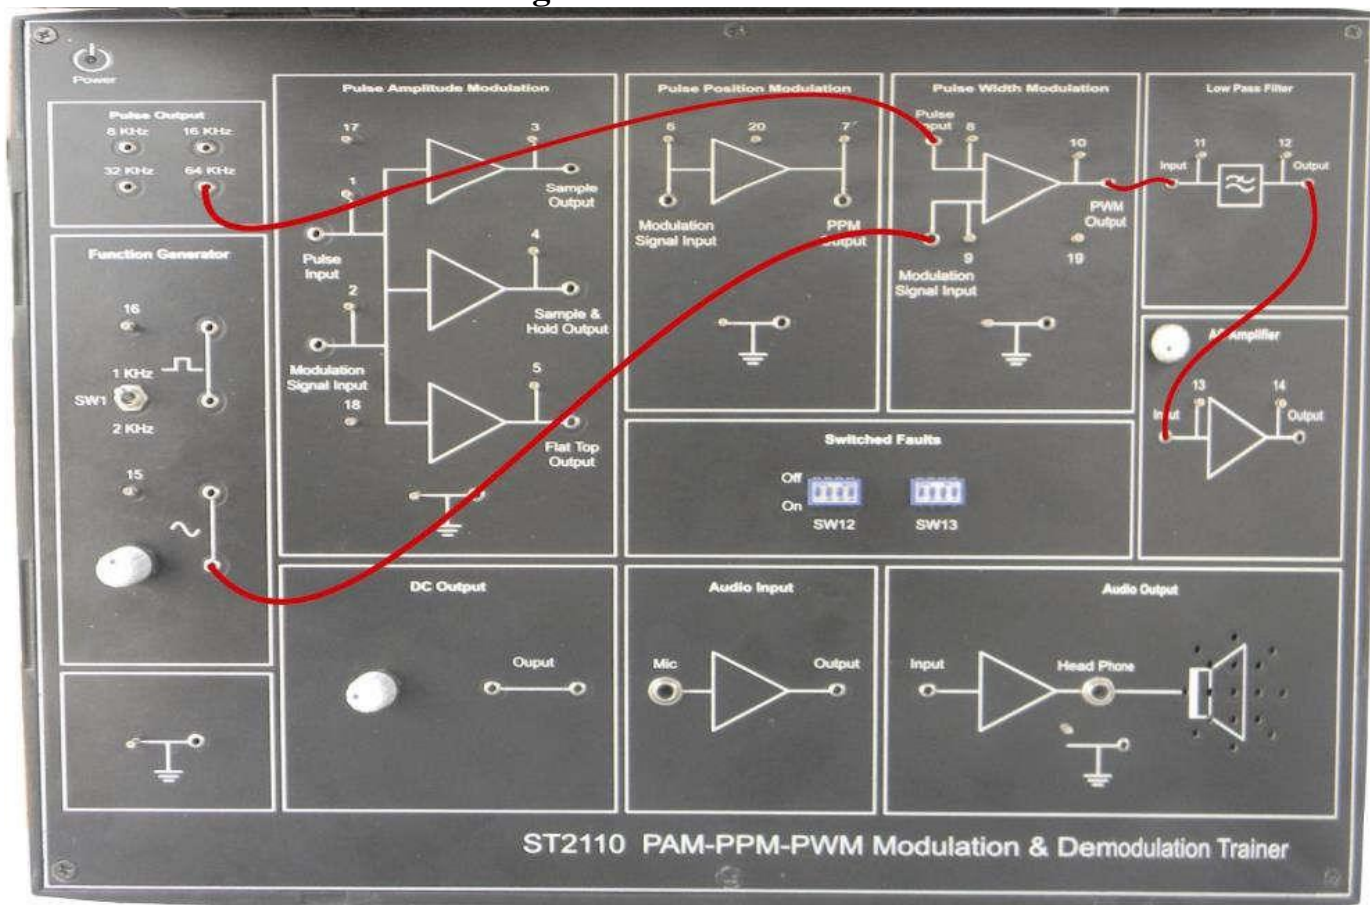 Power
Pulse Output
8 KHz 16 KHz
32 KHz 64 KHz
Function Generator
16
1 KHz
SW1
2 KHz
15
Pulse Amplitude Modulation
17
3
1
Sample
Output
Pulse
Input
4
2
Sample &
Hold Output
Modulation
Signal Input
5
18
Flat Top
Output
Pulse Position Modulation
6 20 7
Modulation
Signal Input
PPM
Output
Pulse Width Modulation
Pulse
Input
8
10
PWM
Output
9
19
Modulation
Signal Input
Low Pass Filter
11 12
Input Output
AC Amplifier
13 14
Input Output
Switched Faults
Off
On
SW12 SW13
DC Output
Ouput
Audio Input
Mic Output
Audio Output
Input Head Phone
ST2110 PAM-PPM-PWM Modulation & Demodulation Trainer